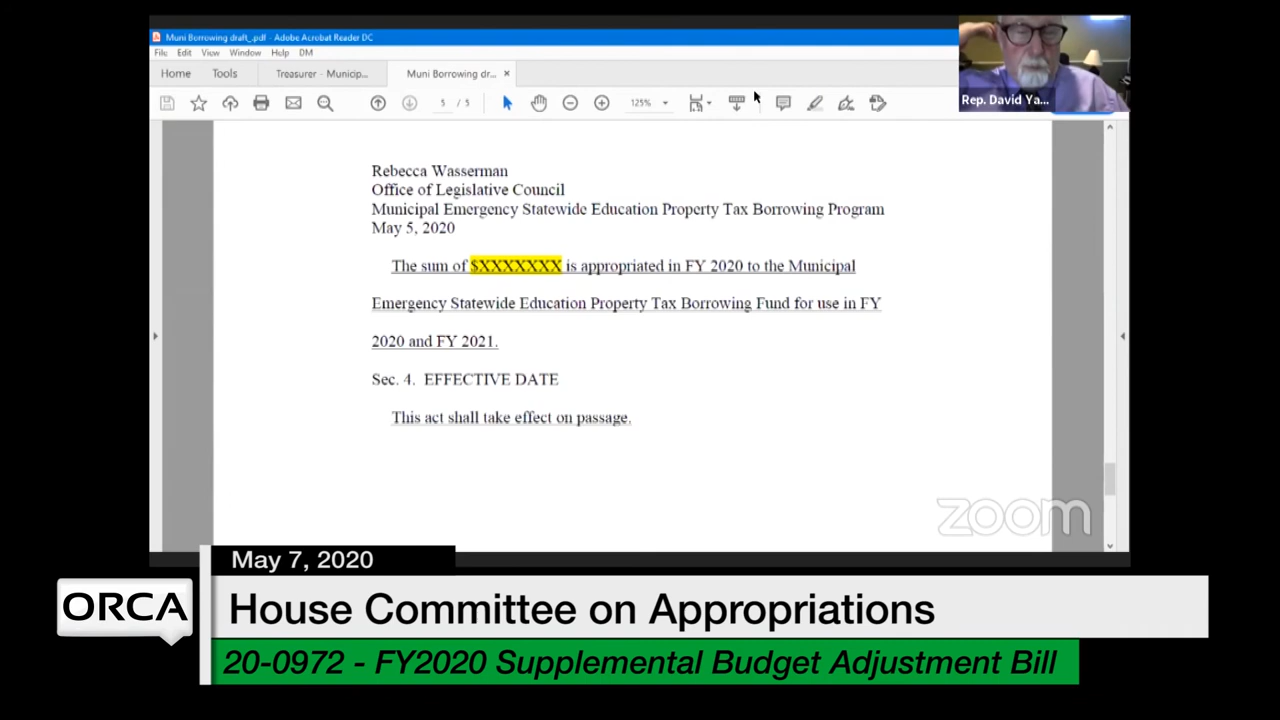 Muni Borrowing draft_.pdf - Adobe Acrobat Reader DC
File Edit View Window Help DM
Home Tools Treasurer - Municip... Muni Borrowing dr... ×
5 / 5 125%
Rep. David Ya...
Rebecca Wasserman
Office of Legislative Council
Municipal Emergency Statewide Education Property Tax Borrowing Program
May 5, 2020
The sum of $XXXXXXX is appropriated in FY 2020 to the Municipal
Emergency Statewide Education Property Tax Borrowing Fund for use in FY
2020 and FY 2021.
Sec. 4. EFFECTIVE DATE
This act shall take effect on passage.
zoom
May 7, 2020
ORCA
House Committee on Appropriations
20-0972 - FY2020 Supplemental Budget Adjustment Bill